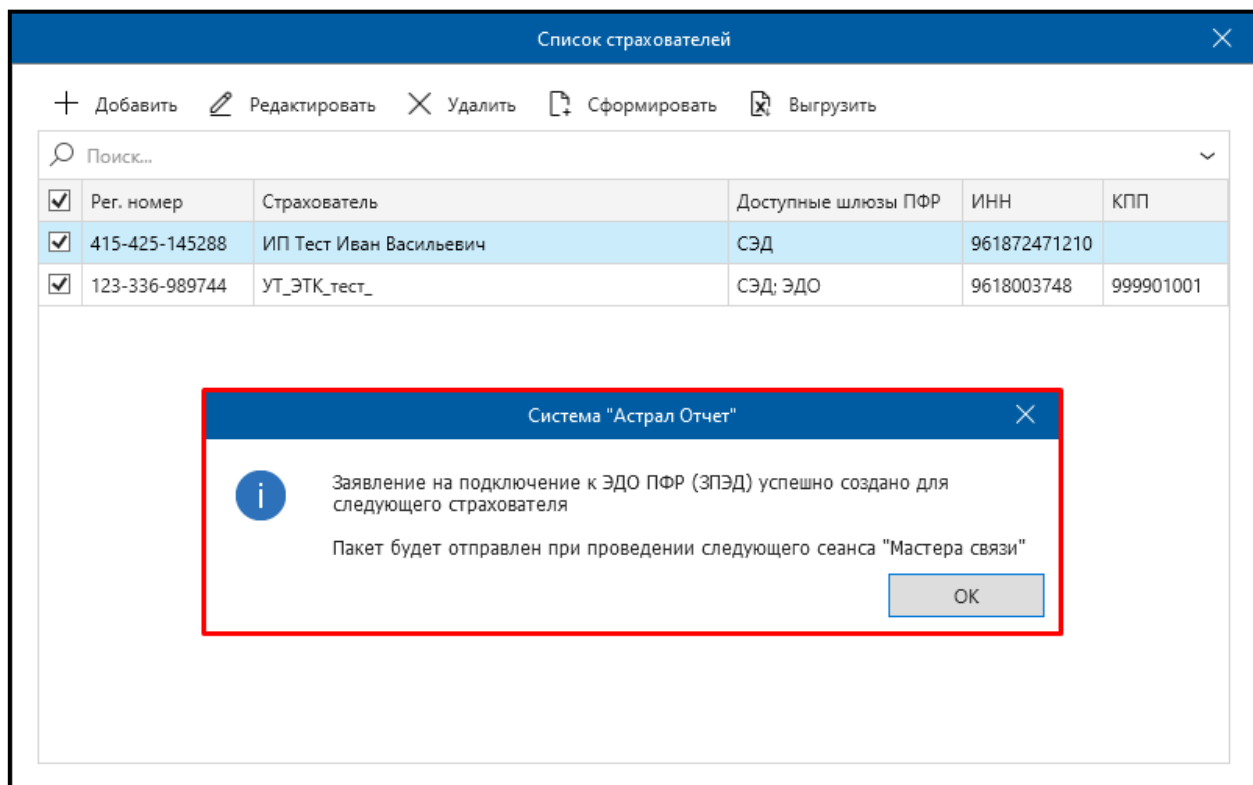 Список страхователей
Добавить Редактировать Удалить Сформировать Выгрузить
Поиск...
Рег. номер Страхователь Доступные шлюзы ПФР ИНН КПП
415-425-145288 ИП Тест Иван Васильевич СЭД 961872471210
123-336-989744 УТ_ЭТК_тест_ СЭД; ЭДО 9618003748 999901001
Система "Астрал Отчет"
Заявление на подключение к ЭДО ПФР (ЗПЭД) успешно создано для
следующего страхователя
Пакет будет отправлен при проведении следующего сеанса "Мастера связи"
ОК